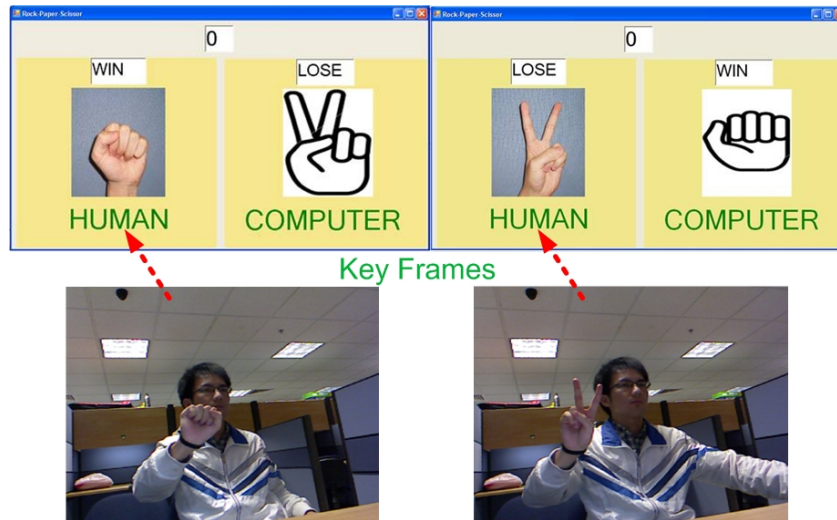 Rock-Paper-Scissor
0
WIN
LOSE
HUMAN
COMPUTER
Rock-Paper-Scissor
0
LOSE
WIN
HUMAN
COMPUTER
Key Frames